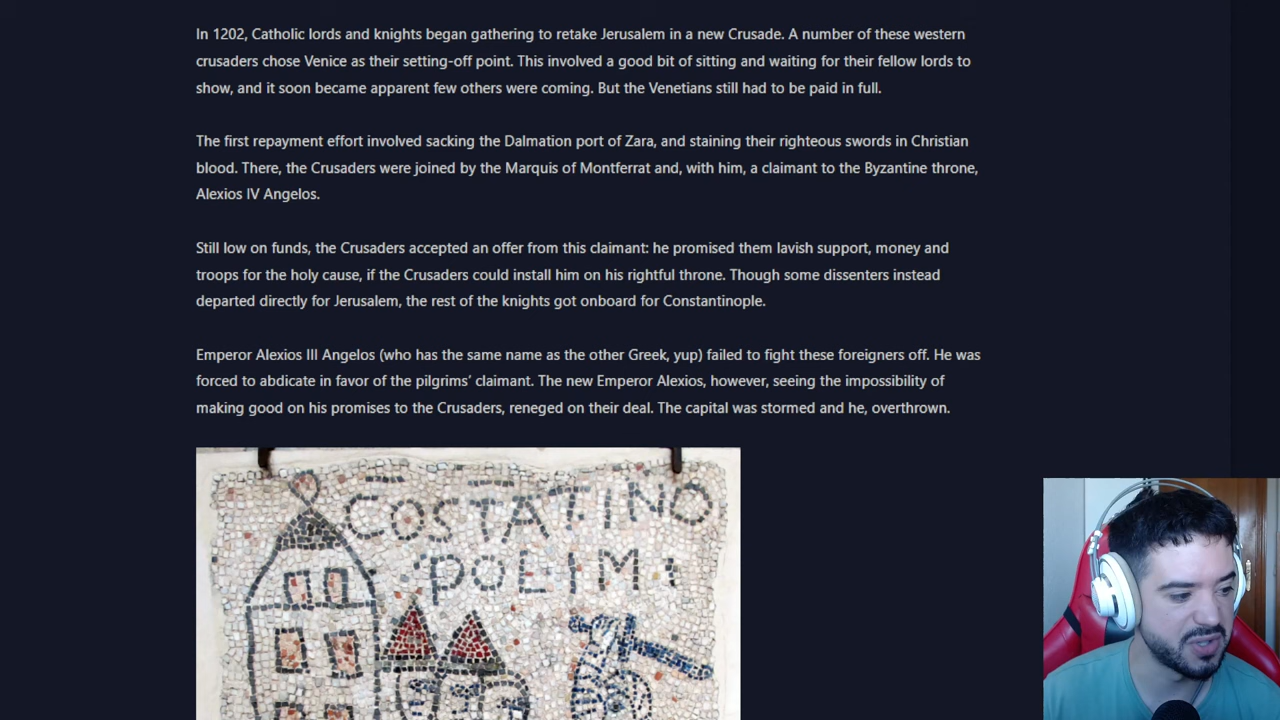 In 1202, Catholic lords and knights began gathering to retake Jerusalem in a new Crusade. A number of these western
crusaders chose Venice as their setting-off point. This involved a good bit of sitting and waiting for their fellow lords to
show, and it soon became apparent few others were coming. But the Venetians still had to be paid in full.
The first repayment effort involved sacking the Dalmation port of Zara, and staining their righteous swords in Christian
blood. There, the Crusaders were joined by the Marquis of Montferrat and, with him, a claimant to the Byzantine throne,
Alexios IV Angelos.
Still low on funds, the Crusaders accepted an offer from this claimant: he promised them lavish support, money and
troops for the holy cause, if the Crusaders could install him on his rightful throne. Though some dissenters instead
departed directly for Jerusalem, the rest of the knights got onboard for Constantinople.
Emperor Alexios III Angelos (who has the same name as the other Greek, yup) failed to fight these foreigners off. He was
forced to abdicate in favor of the pilgrims’ claimant. The new Emperor Alexios, however, seeing the impossibility of
making good on his promises to the Crusaders, reneged on their deal. The capital was stormed and he, overthrown.
COSTATINO
POLIM: